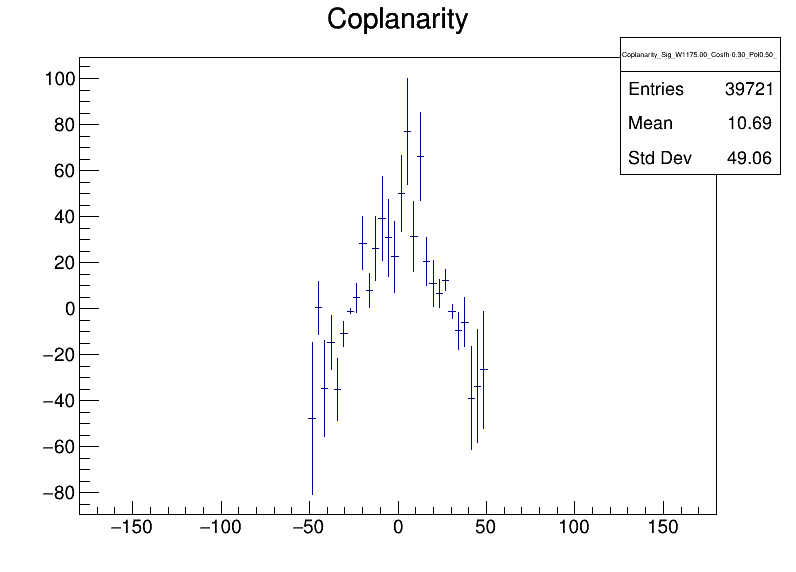 Coplanarity
Coplanarity_Sig_W1175.00_Costh-0.30_Pol0.50_
Entries 39721
Mean 10.69
Std Dev 49.06
100
80
60
40
20
0
−20
−40
−60
−80
−150 −100 −50 0 50 100 150